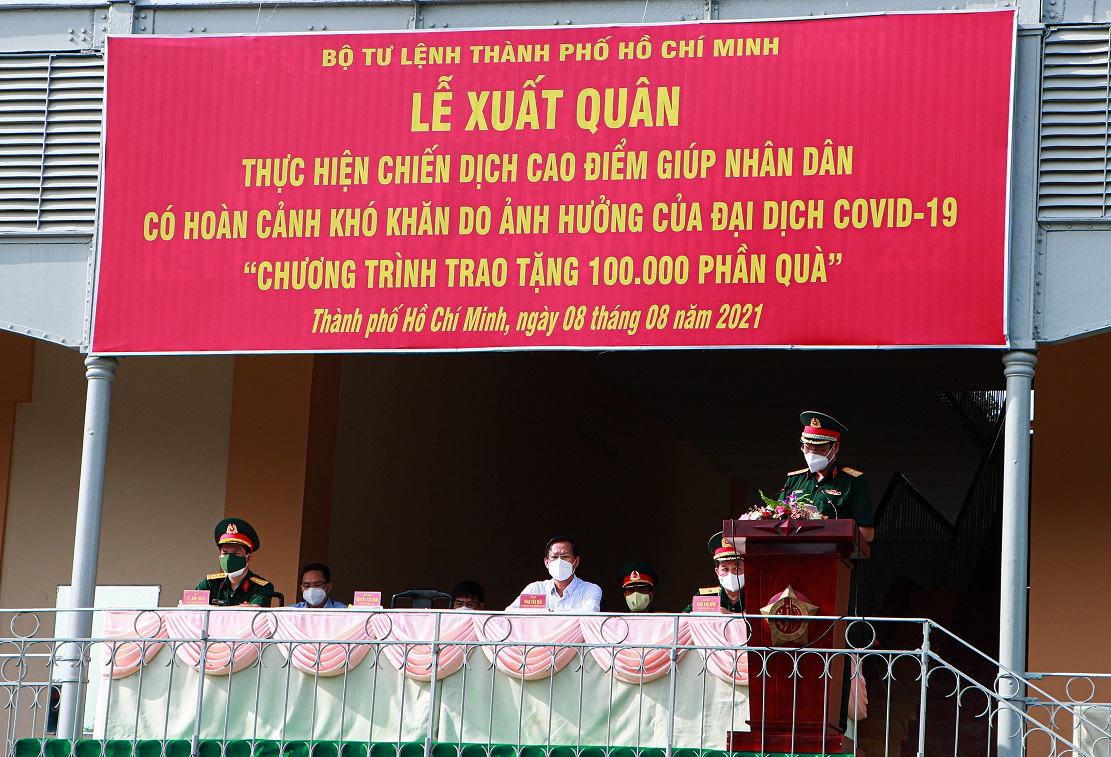 BỘ TƯ LỆNH THÀNH PHỐ HỒ CHÍ MINH
LỄ XUẤT QUÂN
THỰC HIỆN CHIẾN DỊCH CAO ĐIỂM GIÚP NHÂN DÂN
CÓ HOÀN CẢNH KHÓ KHĂN DO ẢNH HƯỞNG CỦA ĐẠI DỊCH COVID-19
“CHƯƠNG TRÌNH TRAO TẶNG 100.000 PHẦN QUÀ”
Thành phố Hồ Chí Minh, ngày 08 tháng 08 năm 2021